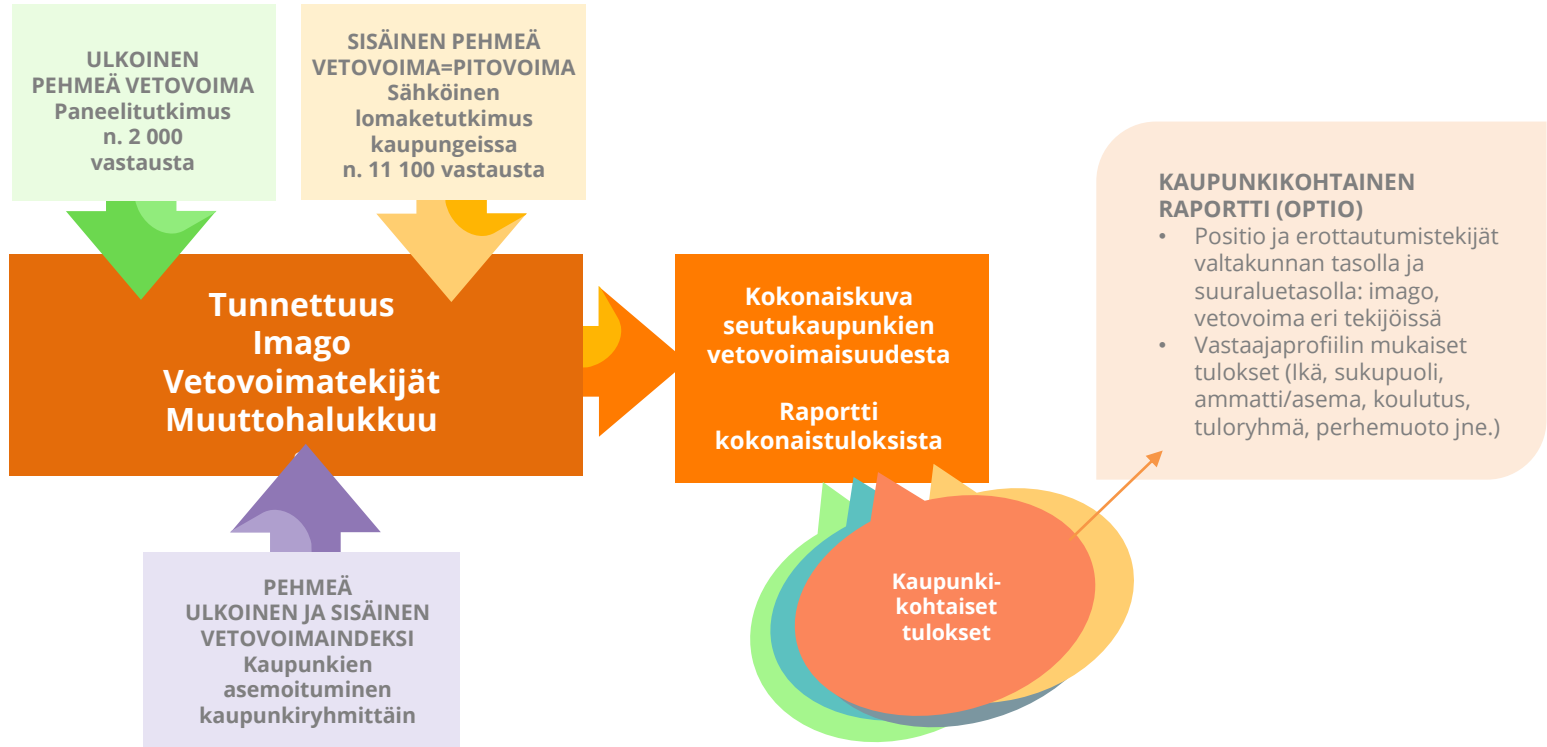 ULKOINEN
PEHMEÄ VETOVOIMA
Paneelitutkimus
n. 2 000
vastausta
SISÄINEN PEHMEÄ
VETOVOIMA=PITOVOIMA
Sähköinen
lomaketutkimus
kaupungeissa
n. 11 100 vastausta
Tunnettuus
Imago
Vetovoimatekijät
Muuttohalukkuu
PEHMEÄ
ULKOINEN JA SISÄINEN
VETOVOIMAINDEKSI
Kaupunkien
asemoituminen
kaupunkiryhmittäin
Kokonaiskuva
seutukaupunkien
vetovoimaisuudesta
Raportti
kokonaistuloksista
Kaupunki-
kohtaiset
tulokset
KAUPUNKIKOHTAINEN
RAPORTTI (OPTIO)
• Positio ja erottautumistekijät
valtakunnan tasolla ja
suuraluetasolla: imago,
vetovoima eri tekijöissä
• Vastaajaprofiilin mukaiset
tulokset (Ikä, sukupuoli,
ammatti/asema, koulutus,
tuloryhmä, perhemuoto jne.)